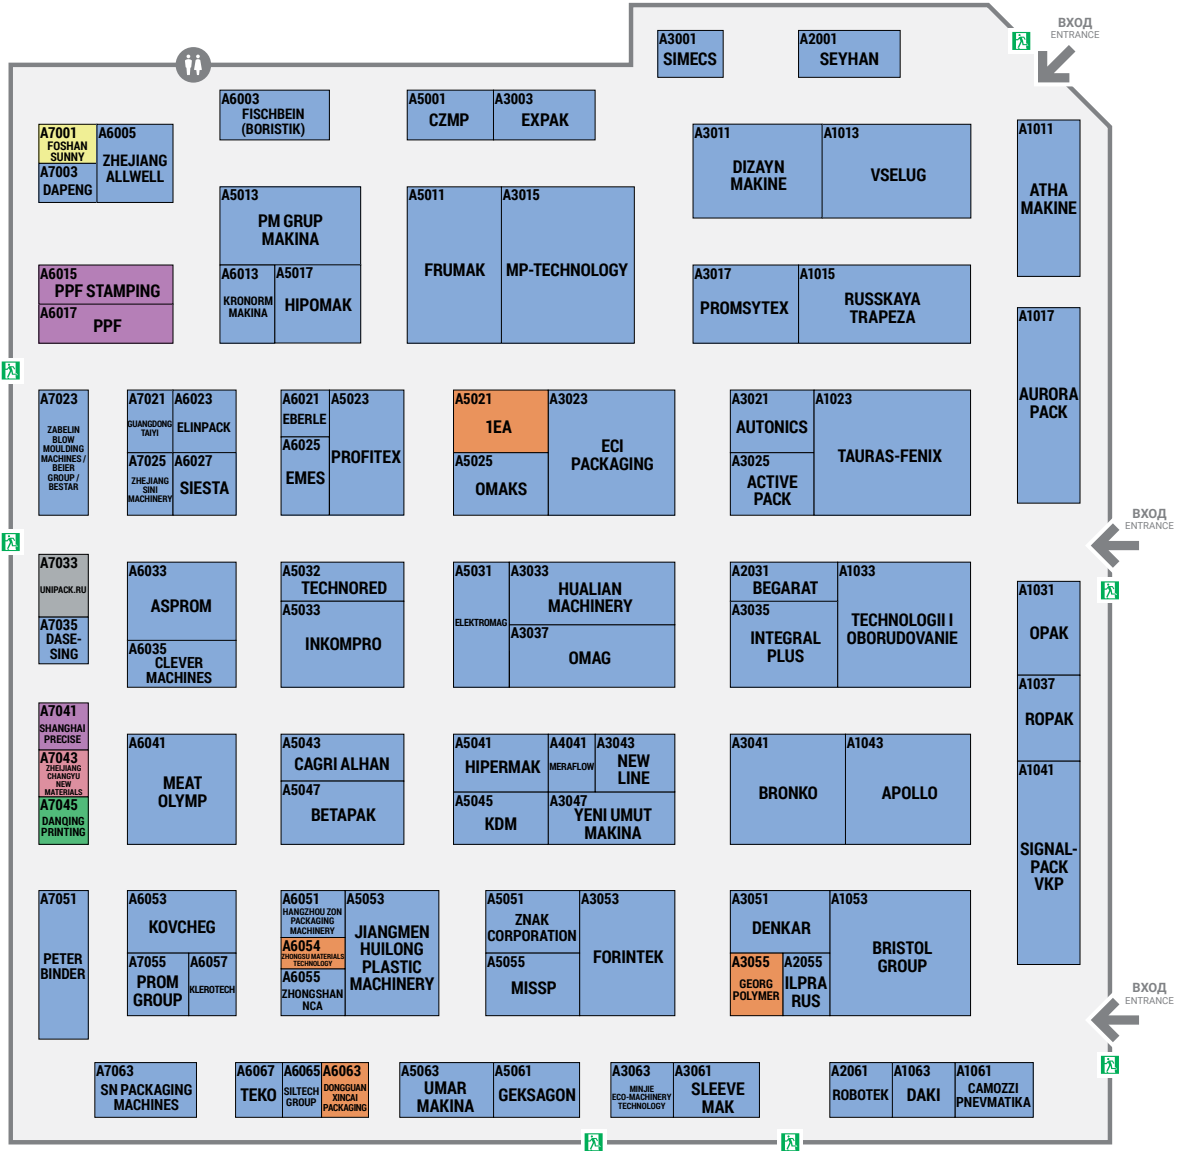 ВХОД
ENTRANCE
A3001
SIMECS
A2001
SEYHAN
A6003
FISCHBEIN
(BORISTIK)
A5001
CZMP
A3003
EXPAK
A7001
FOSHAN
SUNNY
A7003
DAPENG
A6005
ZHEJIANG
ALLWELL
A3011
DIZAYN
MAKINE
A1013
VSELUG
A1011
ATHA
MAKINE
A5013
PM GRUP
MAKINA
A6013
KRONORM
MAKINA
A5017
HIPOMAK
A5011
FRUMAK
A3015
MP-TECHNOLOGY
A6015
PPF STAMPING
A6017
PPF
A3017
PROMSYTEX
A1015
RUSSKAYA
TRAPEZA
A1017
AURORA
PACK
A7023
ZABELIN
BLOW
MOULDING
MACHINES /
BEIER
GROUP /
BESTAR
A7021
GUANGDONG
TAIYI
A6023
ELINPACK
A7025
ZHEJIANG
SINI
MACHINERY
A6027
SIESTA
A6021
EBERLE
A6025
EMES
A5023
PROFITEX
A5021
1EA
A5025
OMAKS
A3023
ECI
PACKAGING
A3021
AUTONICS
A3025
ACTIVE
PACK
A1023
TAURAS-FENIX
ВХОД
ENTRANCE
A7033
UNIPACK.RU
A7035
DASE-
SING
A6033
ASPROM
A6035
CLEVER
MACHINES
A5032
TECHNORED
A5033
INKOMPRO
A5031
ELEKTROMAG
A3033
HUALIAN
MACHINERY
A3037
OMAG
A2031
BEGARAT
A3035
INTEGRAL
PLUS
A1033
TECHNOLOGII I
OBORUDOVANIE
A1031
OPAK
A1037
ROPAK
A1041
SIGNAL-
PACK
VKP
A7041
SHANGHAI
PRECISE
A7043
ZHEIJIANG
CHANGYU
NEW
MATERIALS
A7045
DANQING
PRINTING
A6041
MEAT
OLYMP
A5043
CAGRI ALHAN
A5047
BETAPAK
A5041
HIPERMAK
A4041
MERAFLOW
A3043
NEW
LINE
A5045
KDM
A3047
YENI UMUT
MAKINA
A3041
BRONKO
A1043
APOLLO
A7051
PETER
BINDER
A6053
KOVCHEG
A7055
PROM
GROUP
A6057
KLEROTECH
A6051
HANGZHOU ZON
PACKAGING
MACHINERY
A6054
ZHONGSU MATERIALS
TECHNOLOGY
A6055
ZHONGSHAN
NCA
A5053
JIANGMEN
HUILONG
PLASTIC
MACHINERY
A5051
ZNAK
CORPORATION
A5055
MISSP
A3053
FORINTEK
A3051
DENKAR
A3055
GEORG
POLYMER
A2055
ILPRA
RUS
A1053
BRISTOL
GROUP
ВХОД
ENTRANCE
A7063
SN PACKAGING
MACHINES
A6067
TEKO
A6065
SILTECH
GROUP
A6063
DONGGUAN
XINCAI
PACKAGING
A5063
UMAR
MAKINA
A5061
GEKSAGON
A3063
MINJIE
ECO-MACHINERY
TECHNOLOGY
A3061
SLEEVE
MAK
A2061
ROBOTEK
A1063
DAKI
A1061
CAMOZZI
PNEVMATIKA